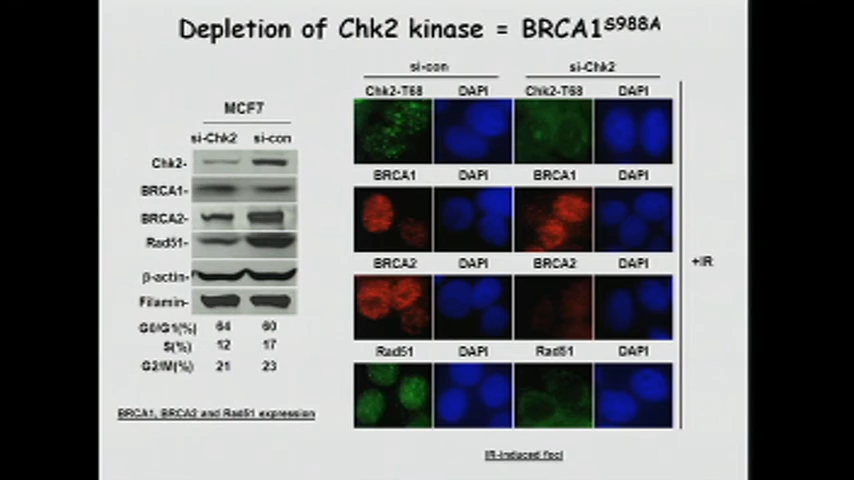 Depletion of Chk2 kinase = BRCA1S988A
si-con si-Chk2
Chk2-T68 DAPI Chk2-T68 DAPI
BRCA1 DAPI BRCA1 DAPI
BRCA2 DAPI BRCA2 DAPI
Rad51 DAPI Rad51 DAPI
+IR
IR-induced foci
MCF7
si-Chk2 si-con
Chk2-
BRCA1-
BRCA2-
Rad51-
β-actin-
Filamin-
G0/G1(%) 64 60
S(%) 12 17
G2/M(%) 21 23
BRCA1, BRCA2 and Rad51 expression